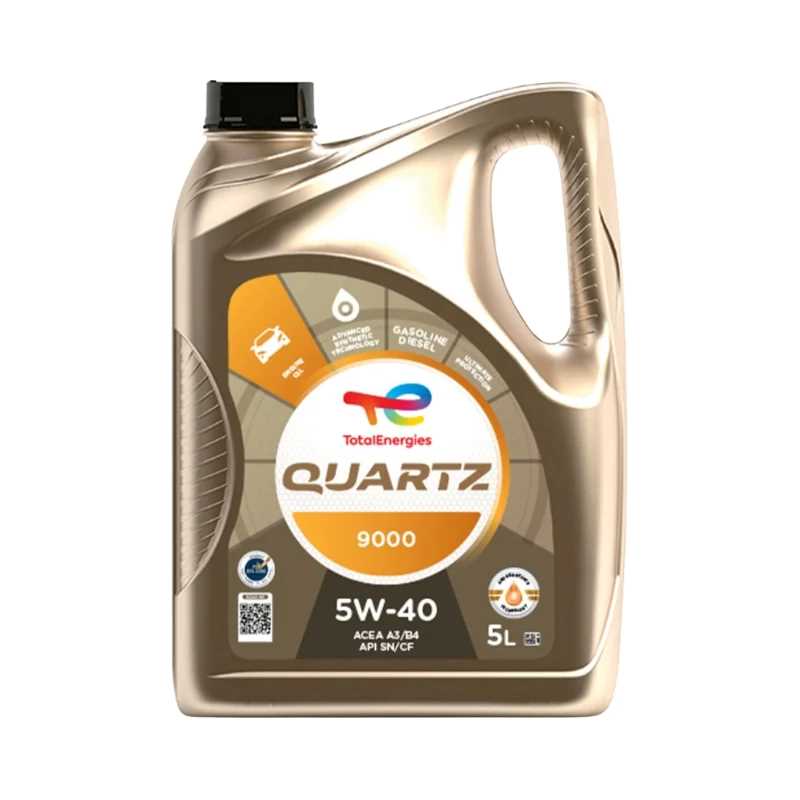 ENGINE
OIL
ADVANCED
SYNTHETIC
TECHNOLOGY
GASOLINE
DIESEL
ULTIMATE
PROTECTION
TotalEnergies
QUARTZ
9000
5W-40
ACEA A3/B4
API SN/CF
5L